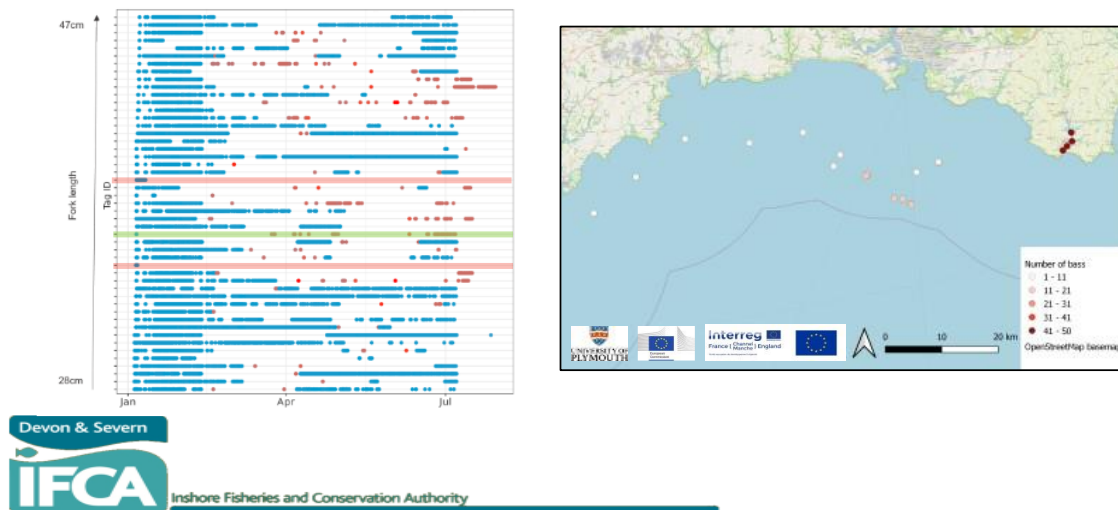 47cm
Fork length
Tag ID
28cm
Jan
Apr
Jul
Number of bass
1 - 11
11 - 21
21 - 31
31 - 41
41 - 50
0
10
20 km
OpenStreetMap basemap
UNIVERSITY OF
PLYMOUTH
European
Commission
Interreg
France ( Channel Manche ) England
Devon & Severn
IFCA
Inshore Fisheries and Conservation Authority